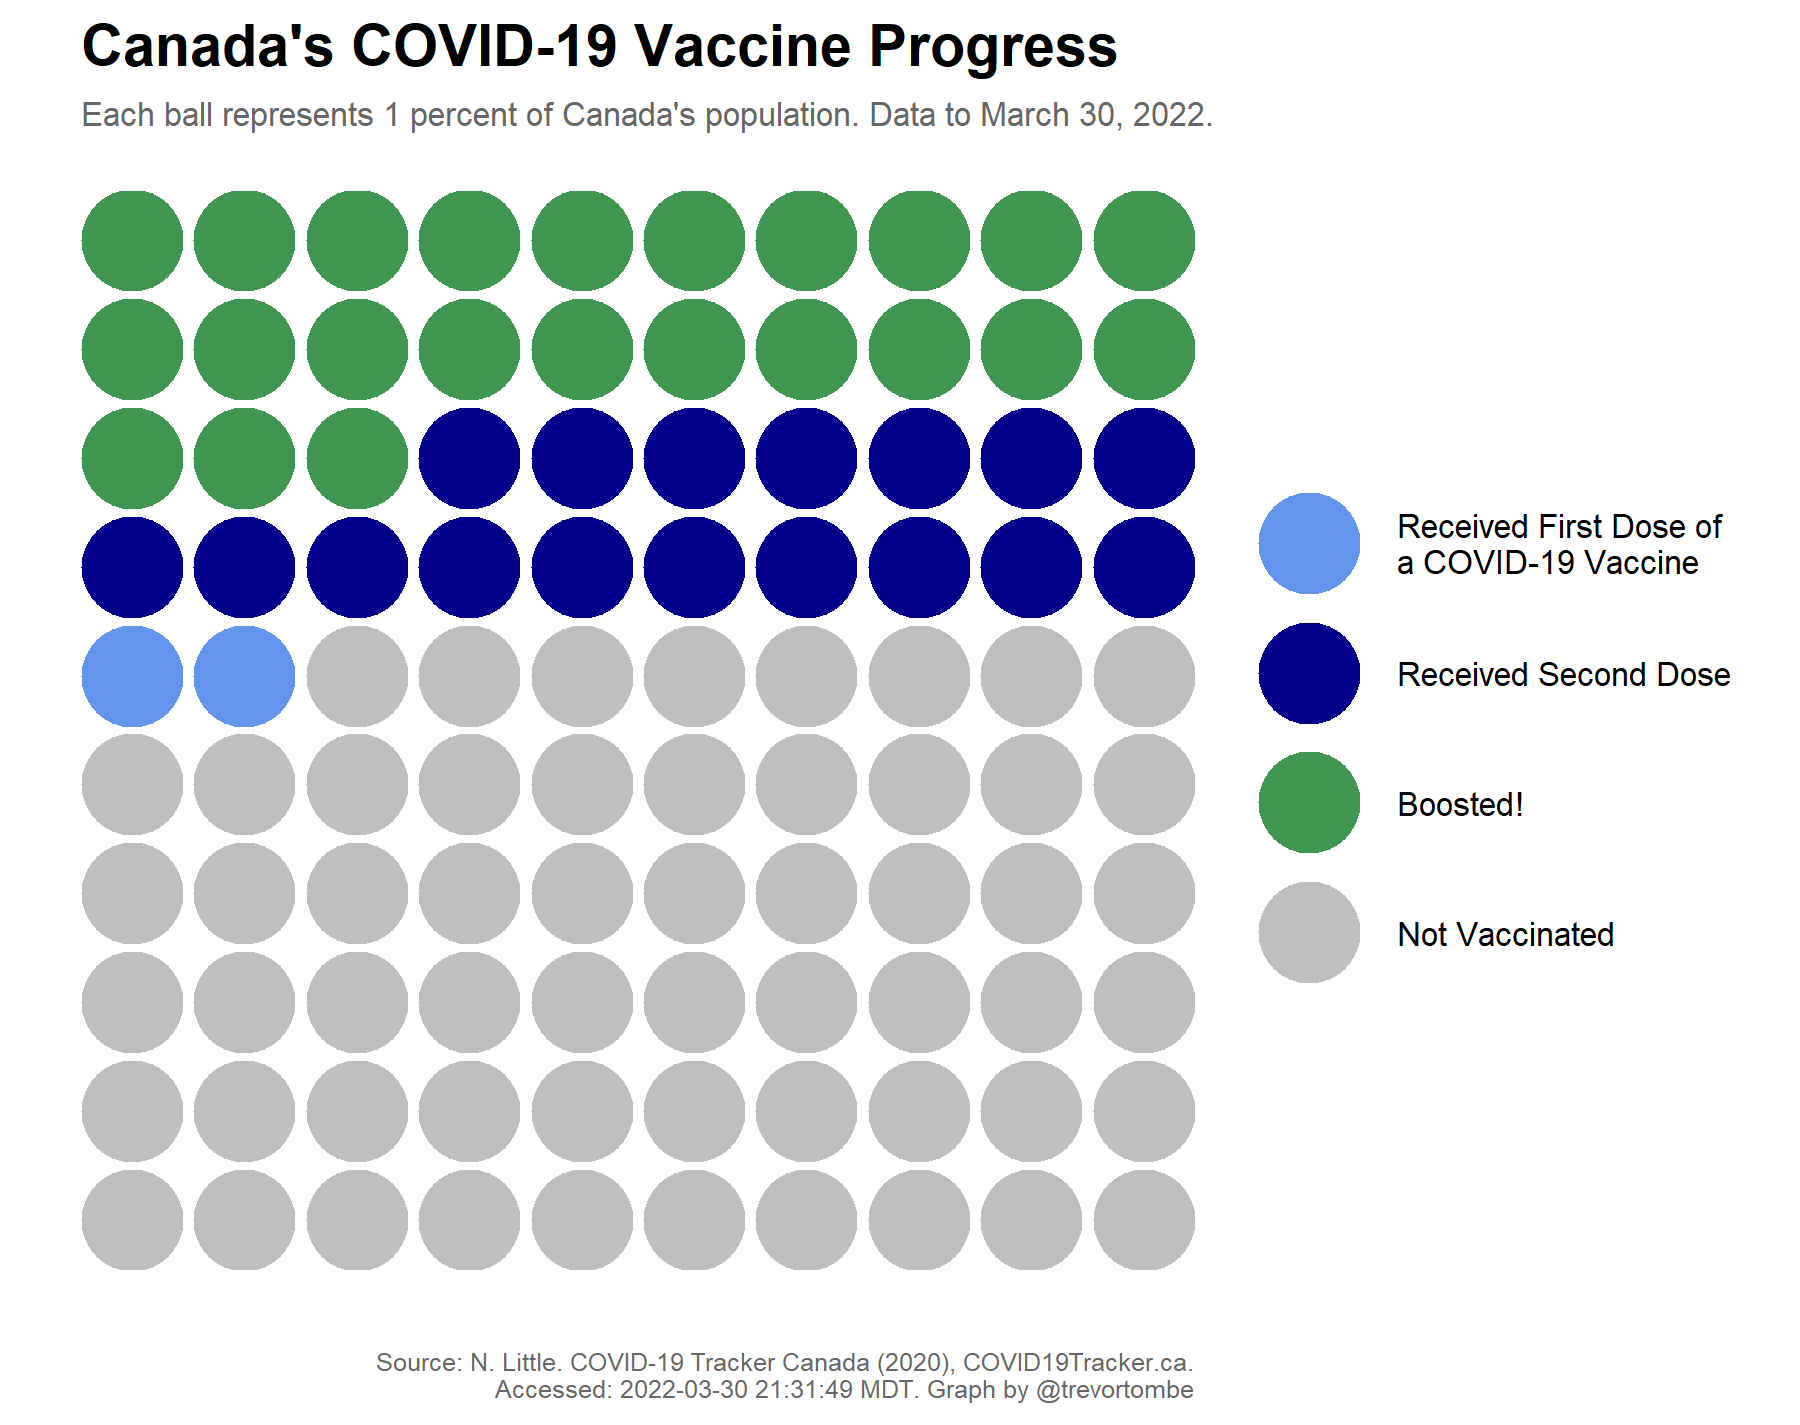 Canada's COVID-19 Vaccine Progress
Each ball represents 1 percent of Canada's population. Data to March 30, 2022.
Received First Dose of
a COVID-19 Vaccine
Received Second Dose
Boosted!
Not Vaccinated
Source: N. Little. COVID-19 Tracker Canada (2020), COVID19Tracker.ca.
Accessed: 2022-03-30 21:31:49 MDT. Graph by @trevortombe